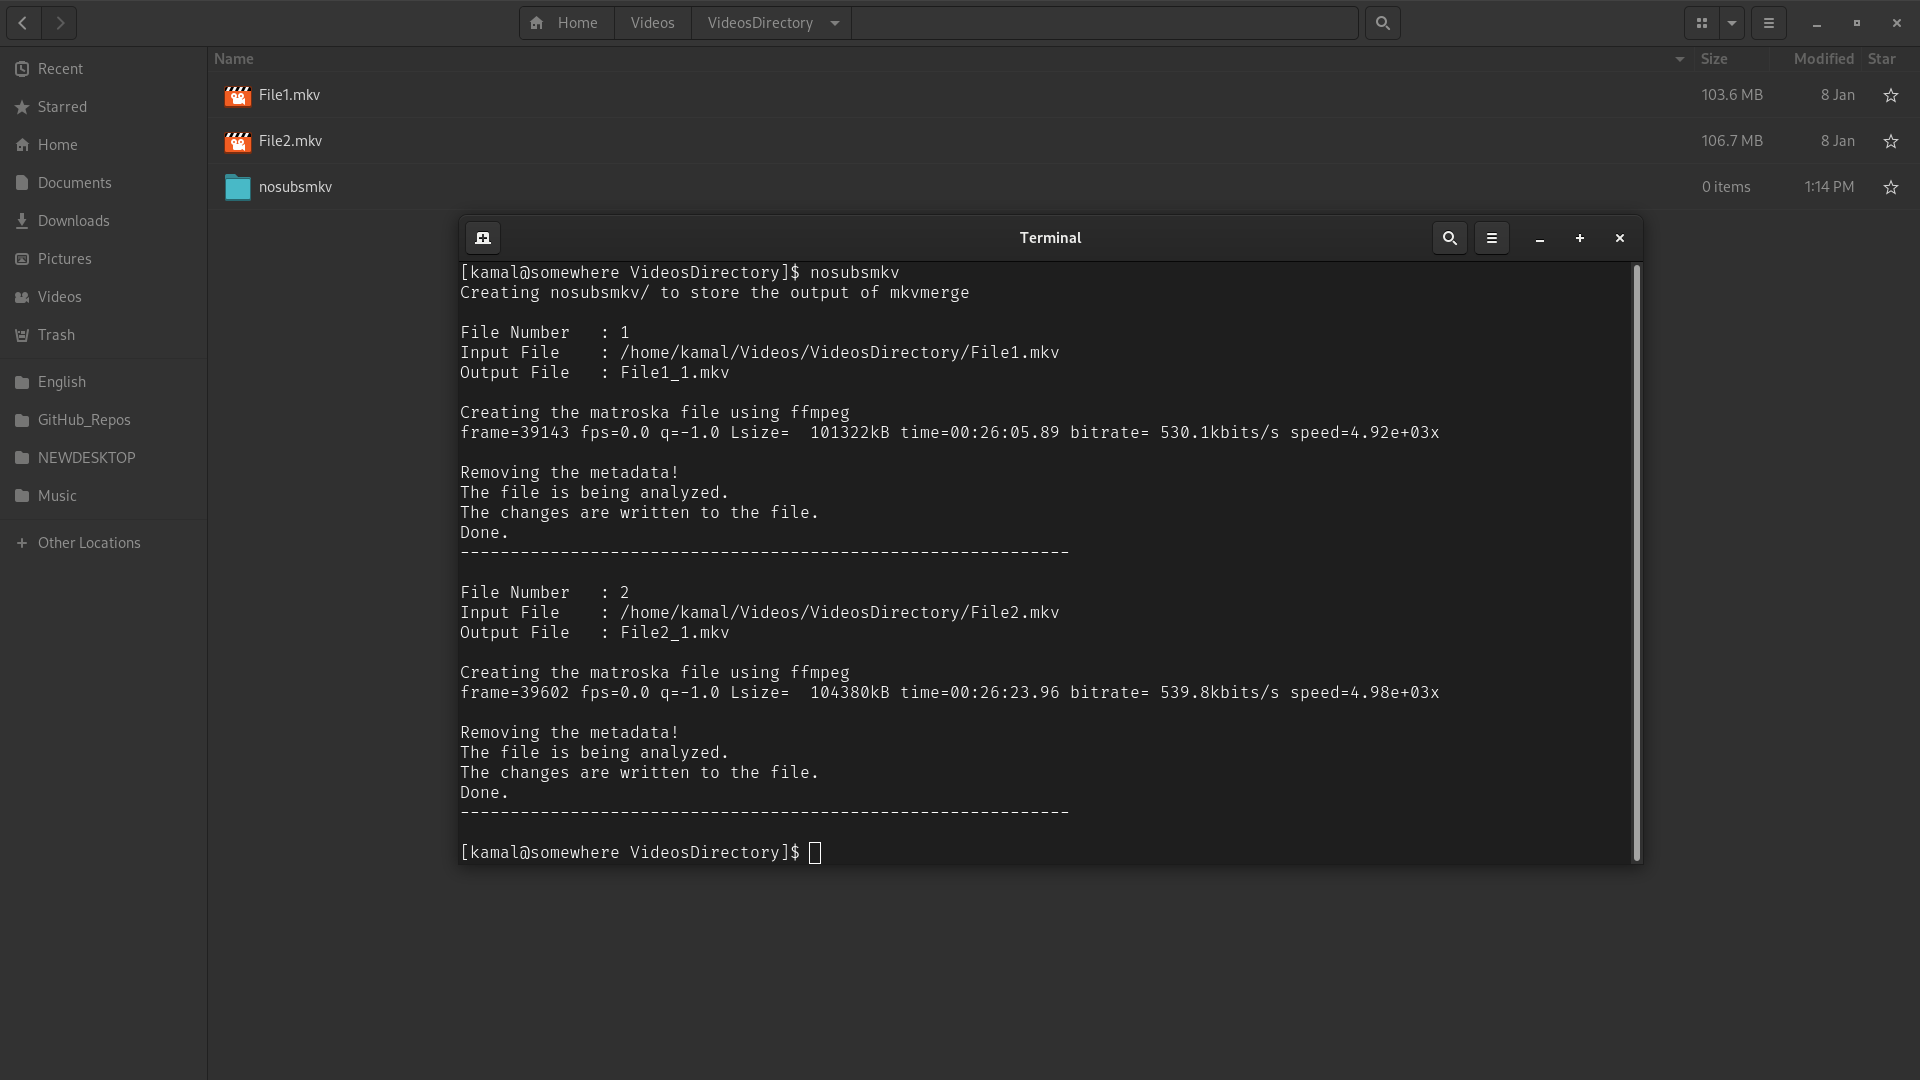 Home Videos VideosDirectory
Recent
Starred
Home
Documents
Downloads
Pictures
Videos
Trash
English
GitHub_Repos
NEWDESKTOP
Music
Other Locations
Name Size Modified Star
File1.mkv 103.6 MB 8 Jan
File2.mkv 106.7 MB 8 Jan
nosubsmkv 0 items 1:14 PM
Terminal
[kamal@somewhere VideosDirectory]$ nosubsmkv
Creating nosubsmkv/ to store the output of mkvmerge
File Number   : 1
Input File    : /home/kamal/Videos/VideosDirectory/File1.mkv
Output File   : File1_1.mkv
Creating the matroska file using ffmpeg
frame=39143 fps=0.0 q=-1.0 Lsize=  101322kB time=00:26:05.89 bitrate= 530.1kbits/s speed=4.92e+03x
Removing the metadata!
The file is being analyzed.
The changes are written to the file.
Done.
-------------------------------------------------------------
File Number   : 2
Input File    : /home/kamal/Videos/VideosDirectory/File2.mkv
Output File   : File2_1.mkv
Creating the matroska file using ffmpeg
frame=39602 fps=0.0 q=-1.0 Lsize=  104380kB time=00:26:23.96 bitrate= 539.8kbits/s speed=4.98e+03x
Removing the metadata!
The file is being analyzed.
The changes are written to the file.
Done.
-------------------------------------------------------------
[kamal@somewhere VideosDirectory]$